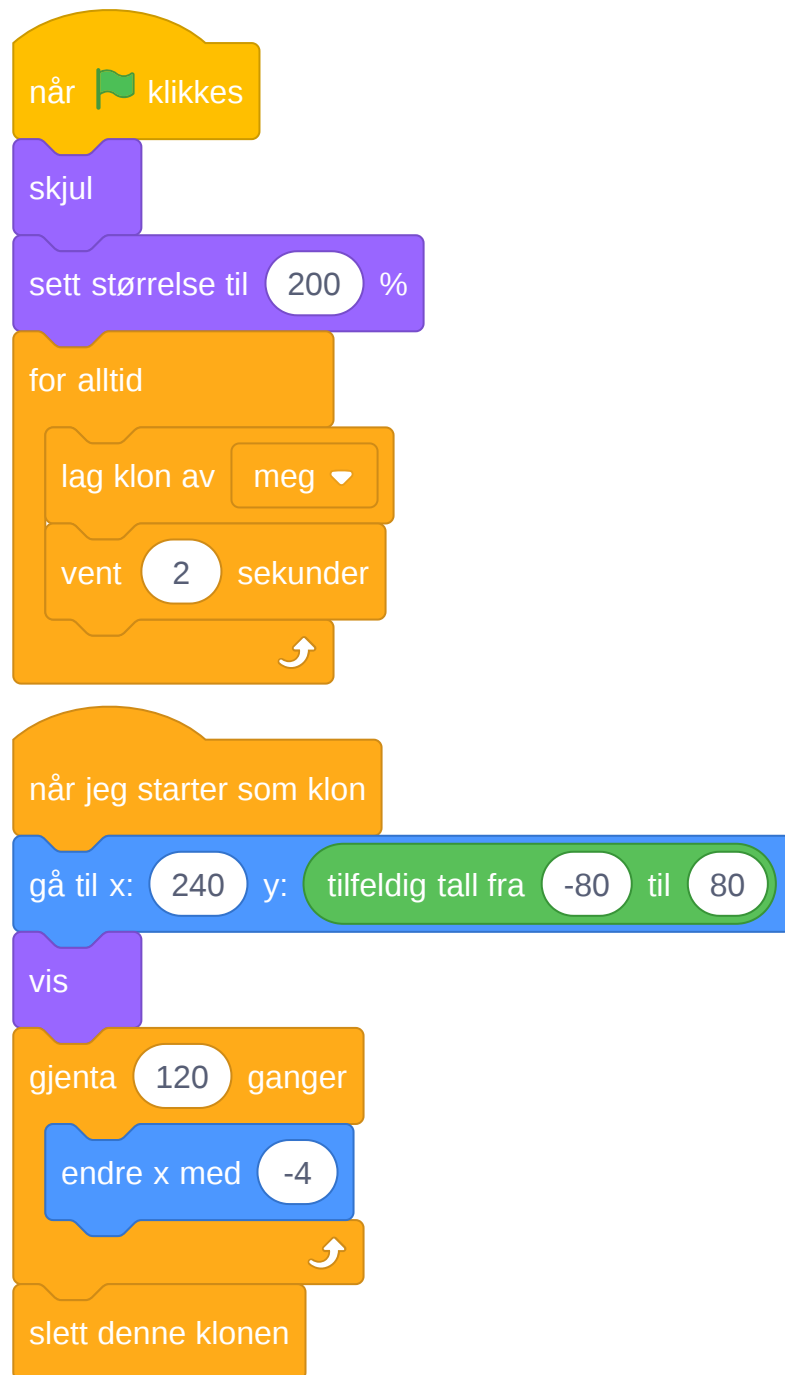 når klikkes
skjul
sett størrelse til 200 %
for alltid
lag klon av meg
vent 2 sekunder
når jeg starter som klon
gå til x: 240 y: tilfeldig tall fra -80 til 80
vis
gjenta 120 ganger
endre x med -4
slett denne klonen